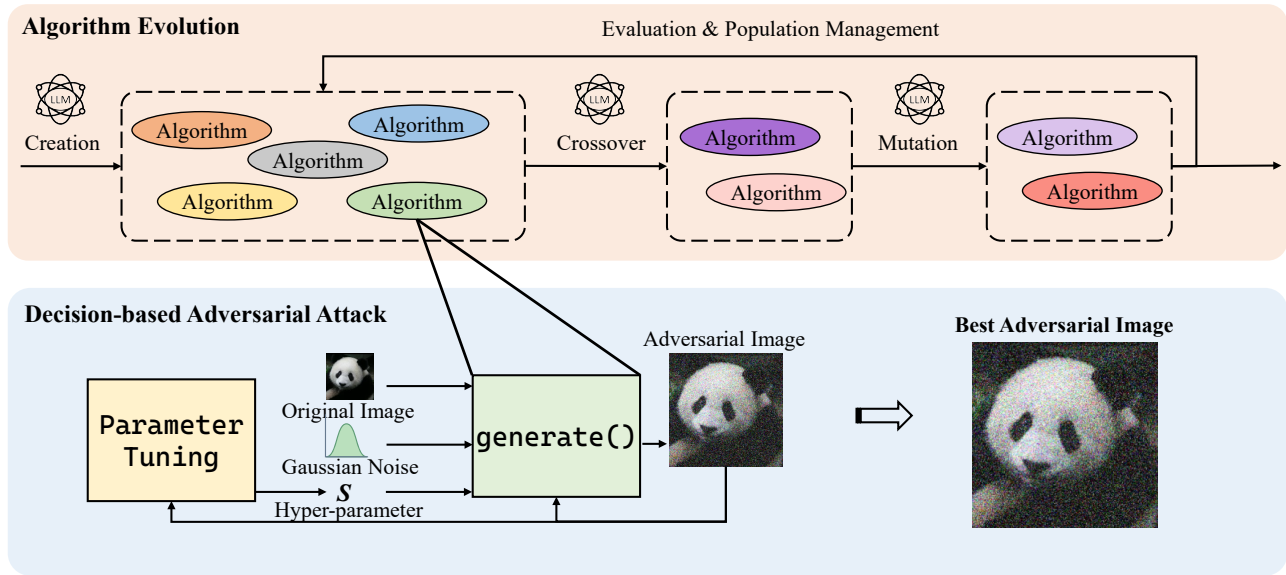 Algorithm Evolution
Evaluation & Population Management
LLM
LLM
LLM
Creation
Crossover
Mutation
Algorithm
Algorithm
Algorithm
Algorithm
Algorithm
Algorithm
Algorithm
Algorithm
Algorithm
Decision-based Adversarial Attack
Parameter
Tuning
Original Image
Gaussian Noise
S
Hyper-parameter
generate()
Adversarial Image
Best Adversarial Image